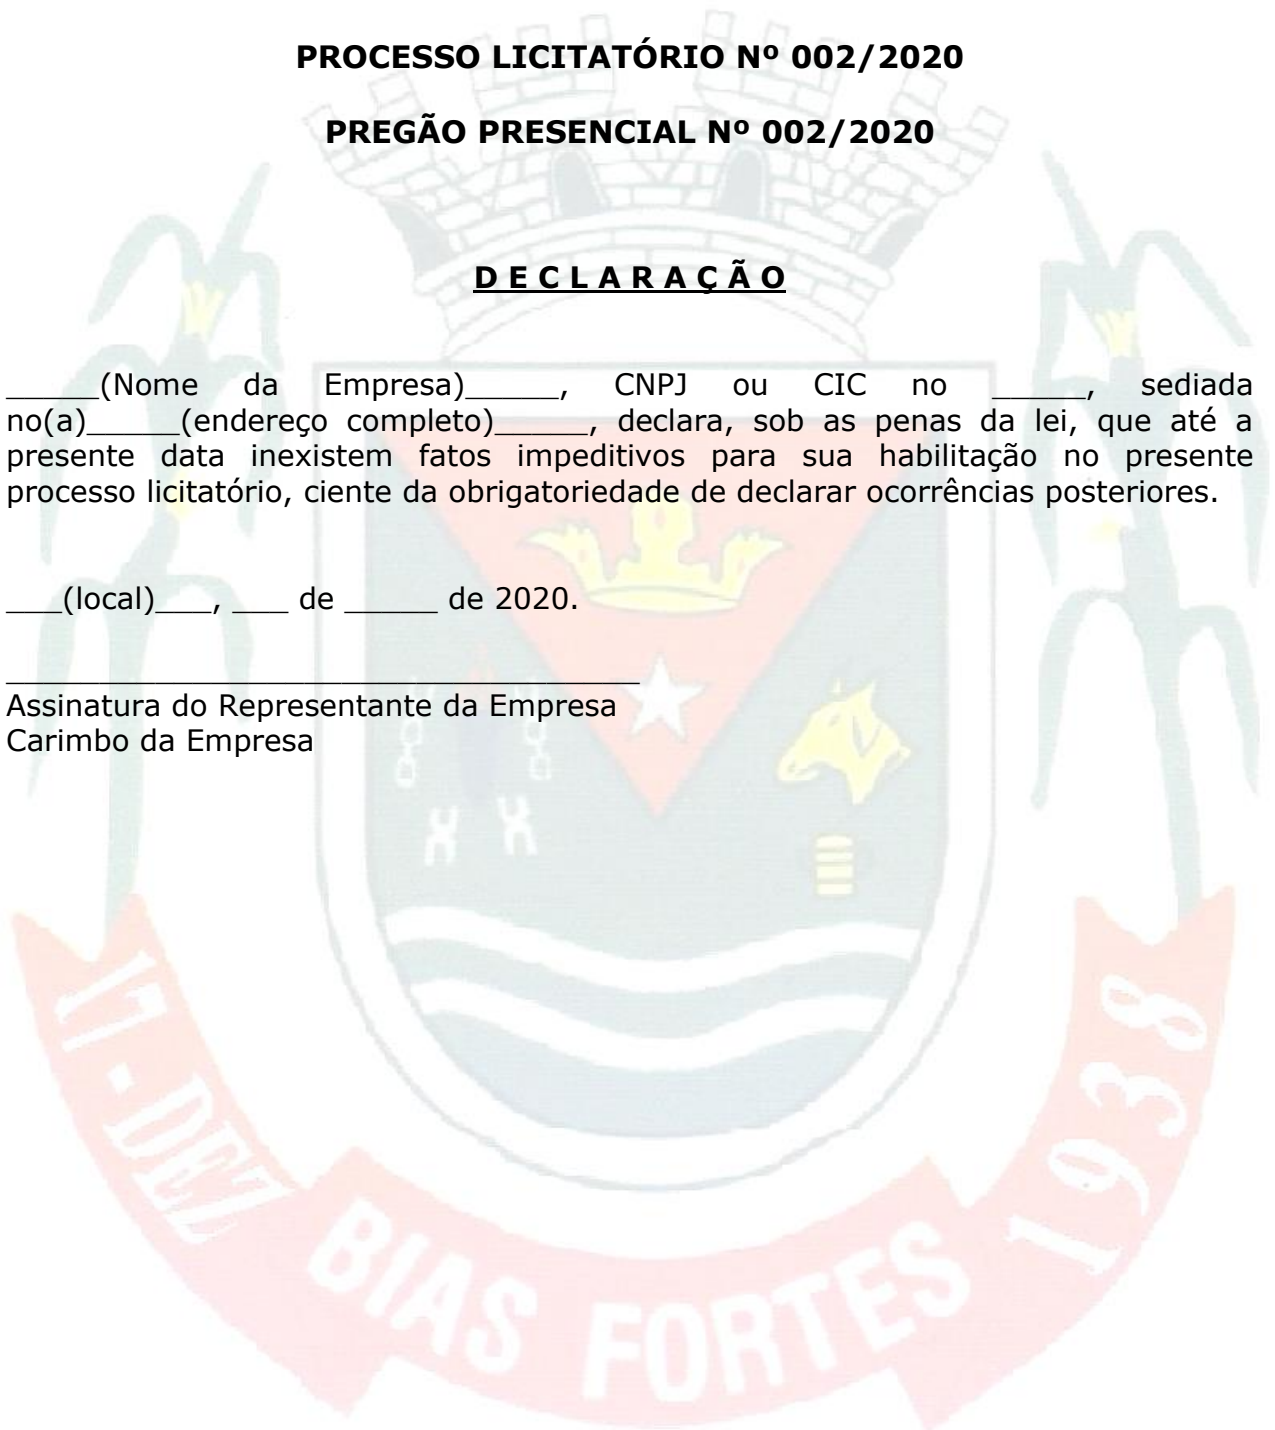 PROCESSO LICITATÓRIO Nº 002/2020
PREGÃO PRESENCIAL Nº 002/2020
D E C L A R A Ç Ã O
_____(Nome da Empresa)_____, CNPJ ou CIC no _____, sediada
no(a)_____(endereço completo)_____, declara, sob as penas da lei, que até a
presente data inexistem fatos impeditivos para sua habilitação no presente
processo licitatório, ciente da obrigatoriedade de declarar ocorrências posteriores.
___(local)___, ___ de _____ de 2020.
__________________________________
Assinatura do Representante da Empresa
Carimbo da Empresa
17-DEZ BIAS FORTES 1938